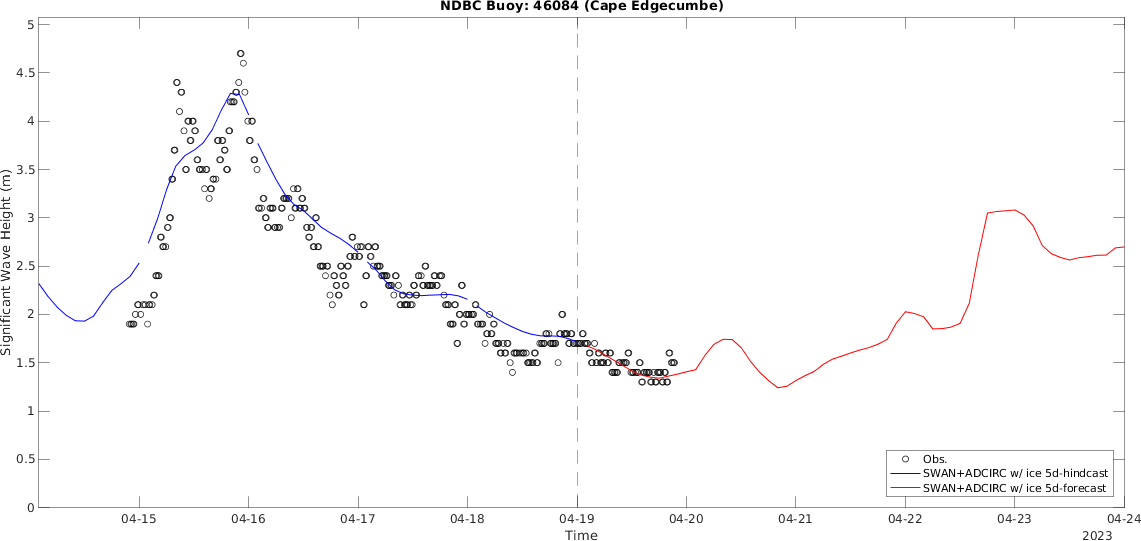 NDBC Buoy: 46084 (Cape Edgecumbe)
5
4.5
4
3.5
3
2.5
2
1.5
1
0.5
0
Significant Wave Height (m)
04-15 04-16 04-17 04-18 04-19 04-20 04-21 04-22 04-23 04-24
Time
2023
Obs.
SWAN+ADCIRC w/ ice 5d-hindcast
SWAN+ADCIRC w/ ice 5d-forecast